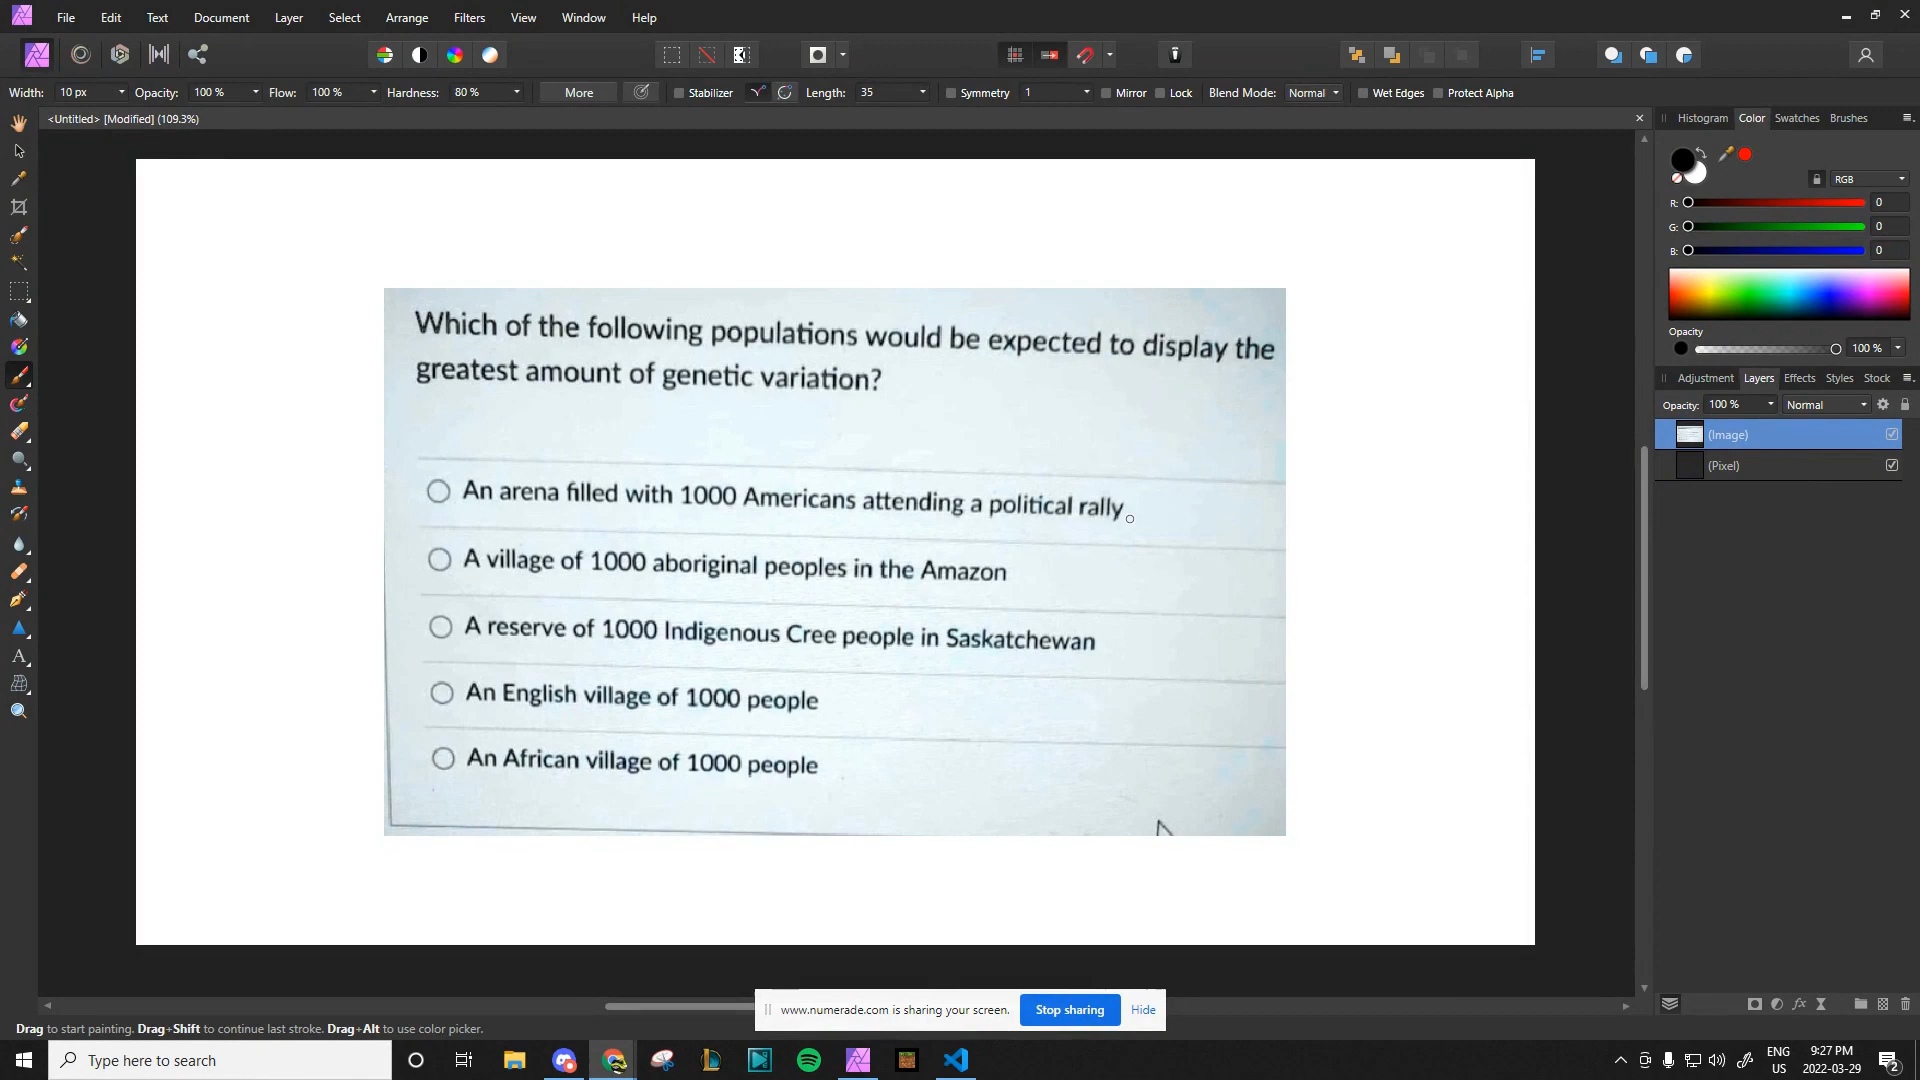 File Edit Text Document Layer Select Arrange Filters View Window Help
Width: 10 px Opacity: 100 % Flow: 100 % Hardness: 80 % More Stabilizer Length: 35 Symmetry 1 Mirror Lock Blend Mode: Normal Wet Edges Protect Alpha
<Untitled> [Modified] (109.3%)
Histogram Color Swatches Brushes
RGB
R: 0
G: 0
B: 0
Opacity
100 %
Adjustment Layers Effects Styles Stock
Opacity: 100 % Normal
(Image)
(Pixel)
Which of the following populations would be expected to display the
greatest amount of genetic variation?
An arena filled with 1000 Americans attending a political rally
A village of 1000 aboriginal peoples in the Amazon
A reserve of 1000 Indigenous Cree people in Saskatchewan
An English village of 1000 people
An African village of 1000 people
www.numerade.com is sharing your screen. Stop sharing Hide
Drag to start painting. Drag+Shift to continue last stroke. Drag+Alt to use color picker.
Type here to search
ENG
US
9:27 PM
2022-03-29
2